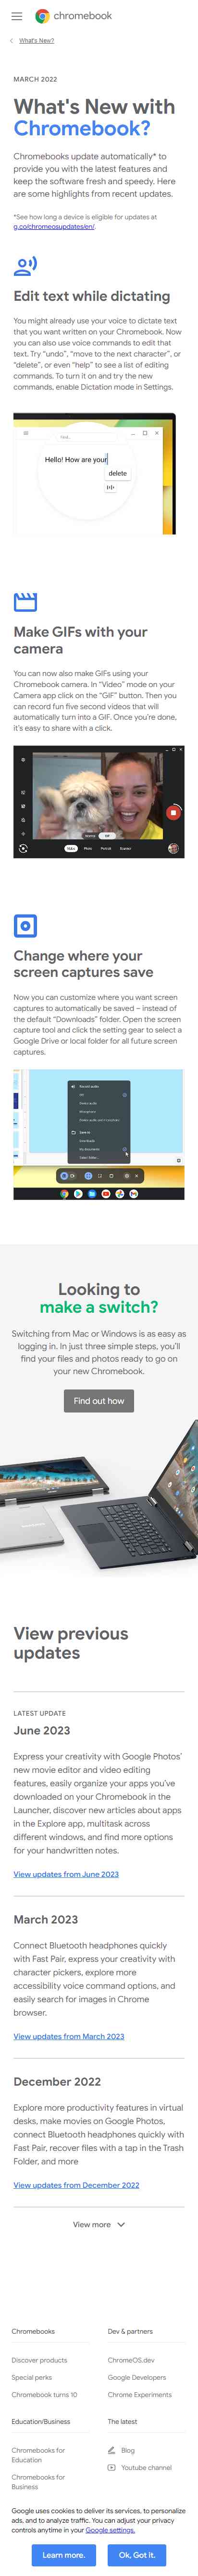 chromebook
What's New?
MARCH 2022
What's New with
Chromebook?
Chromebooks update automatically* to
provide you with the latest features and
keep the software fresh and speedy. Here
are some highlights from recent updates.
*See how long a device is eligible for updates at
g.co/chromeosupdates/en/.
Edit text while dictating
You might already use your voice to dictate text
that you want written on your Chromebook. Now
you can also use voice commands to edit that
text. Try “undo”, “move to the next character”, or
“delete”, or even “help” to see a list of editing
commands. To turn it on and try the new
commands, enable Dictation mode in Settings.
Hello! How are your
delete
Make GIFs with your
camera
You can now also make GIFs using your
Chromebook camera. In “Video” mode on your
Camera app click on the “GIF” button. Then you
can record fun five second videos that will
automatically turn into a GIF. Once you're done,
it's easy to share with a click.
Video Photo Portrait Scanner
Change where your
screen captures save
Now you can customize where you want screen
captures to automatically be saved – instead of
the default “Downloads” folder. Open the screen
capture tool and click the setting gear to select a
Google Drive or local folder for all future screen
captures.
Looking to
make a switch?
Switching from Mac or Windows is as easy as
logging in. In just three simple steps, you'll
find your files and photos ready to go on
your new Chromebook.
Find out how
View previous
updates
LATEST UPDATE
June 2023
Express your creativity with Google Photos'
new movie editor and video editing
features, easily organize your apps you've
downloaded on your Chromebook in the
Launcher, discover new articles about apps
in the Explore app, multitask across
different windows, and find more options
for your handwritten notes.
View updates from June 2023
March 2023
Connect Bluetooth headphones quickly
with Fast Pair, express your creativity with
character pickers, explore more
accessibility voice command options, and
easily search for images in Chrome
browser.
View updates from March 2023
December 2022
Explore more productivity features in virtual
desks, make movies on Google Photos,
connect Bluetooth headphones quickly with
Fast Pair, recover files with a tap in the Trash
Folder, and more
View updates from December 2022
View more
Chromebooks
Dev & partners
Discover products
ChromeOS.dev
Special perks
Google Developers
Chromebook turns 10
Chrome Experiments
Education/Business
The latest
Chromebooks for
Education
Blog
Youtube channel
Chromebooks for
Business
Google uses cookies to deliver its services, to personalize
ads, and to analyze traffic. You can adjust your privacy
controls anytime in your Google settings.
Learn more.
Ok, Got it.